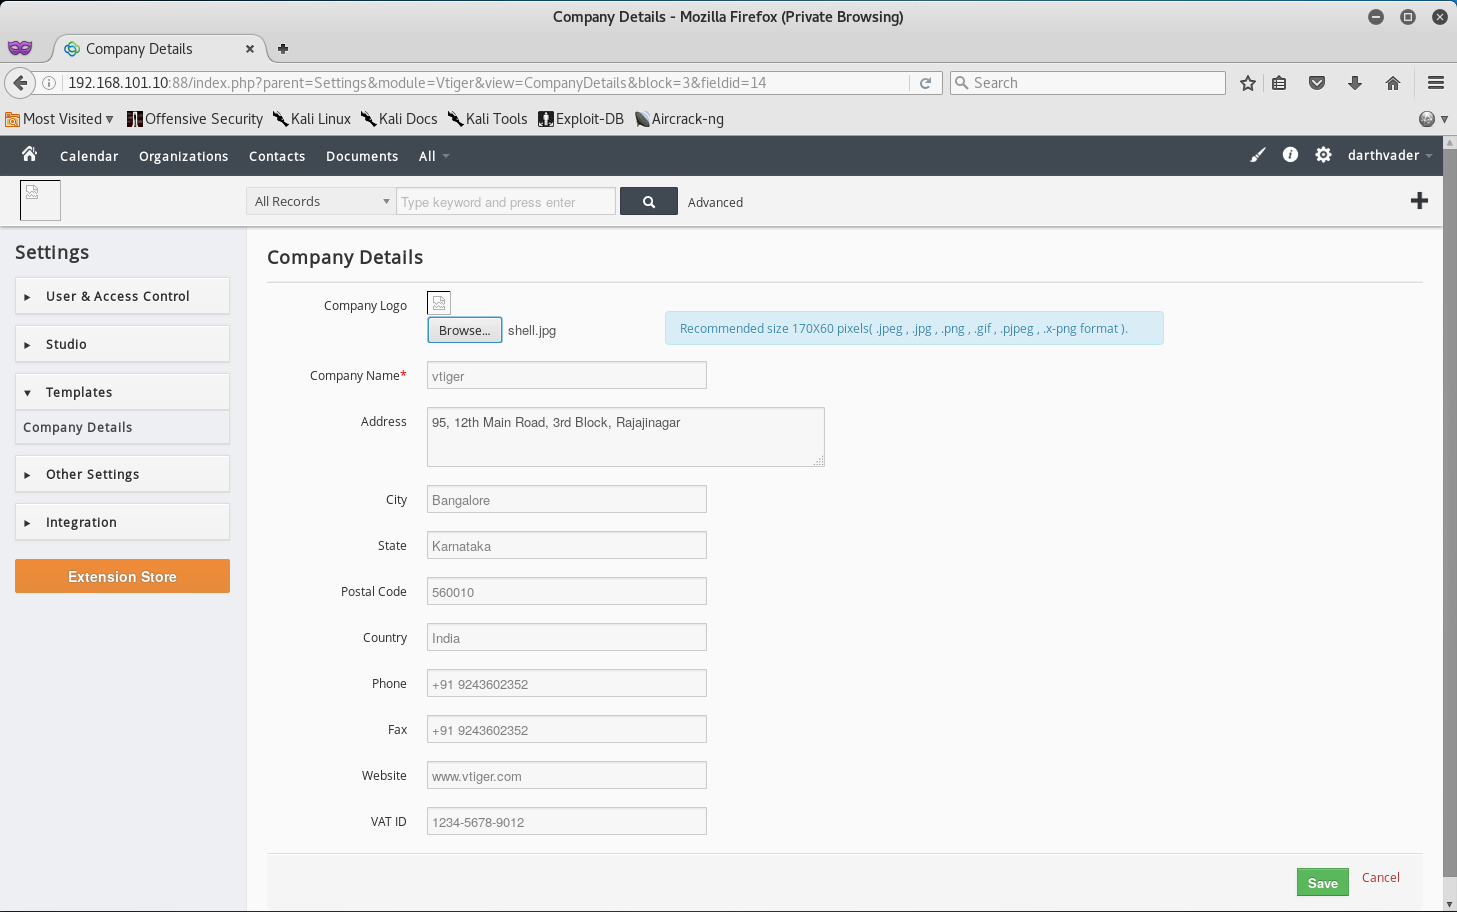 Company Details - Mozilla Firefox (Private Browsing)
Company Details
192.168.101.10:88/index.php?parent=Settings&module=Vtiger&view=CompanyDetails&block=3&fieldid=14
Search
Most Visited Offensive Security Kali Linux Kali Docs Kali Tools Exploit-DB Aircrack-ng
Calendar Organizations Contacts Documents All darthvader
All Records Type keyword and press enter Advanced
Settings
User & Access Control
Studio
Templates
Company Details
Other Settings
Integration
Extension Store
Company Details
Company Logo
Browse... shell.jpg Recommended size 170X60 pixels( .jpeg , .jpg , .png , .gif , .pjpeg , .x-png format ).
Company Name* vtiger
Address 95, 12th Main Road, 3rd Block, Rajajinagar
City Bangalore
State Karnataka
Postal Code 560010
Country India
Phone +91 9243602352
Fax +91 9243602352
Website www.vtiger.com
VAT ID 1234-5678-9012
Save Cancel